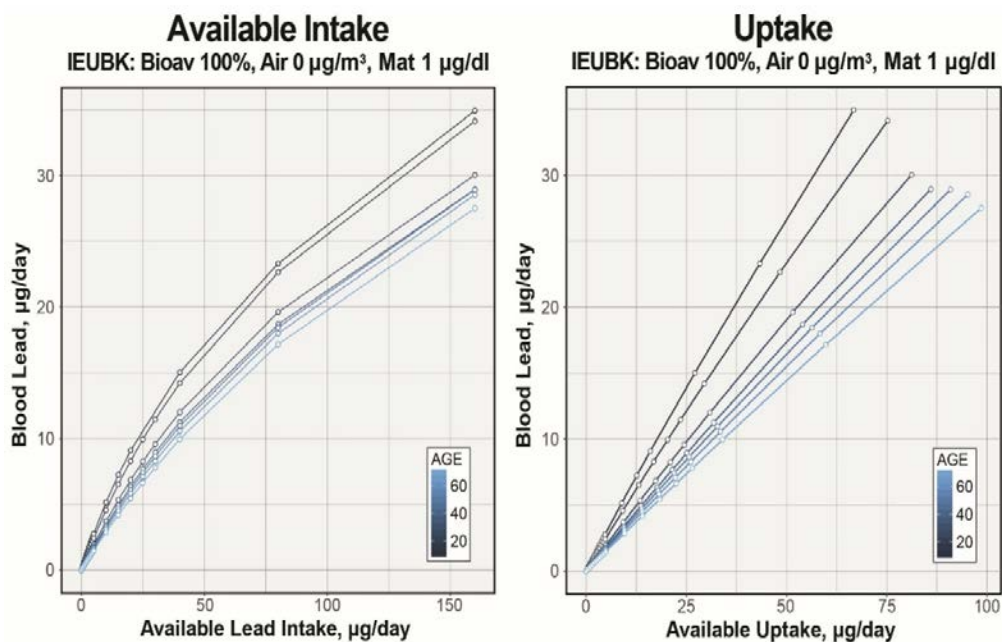 Available Intake
IEUBK: Bioav 100%, Air 0 µg/m³, Mat 1 µg/dl
Blood Lead, µg/day
30
20
10
0
AGE
60
40
20
0
50
100
150
Available Lead Intake, µg/day
Uptake
IEUBK: Bioav 100%, Air 0 µg/m³, Mat 1 µg/dl
Blood Lead, µg/day
30
20
10
0
AGE
60
40
20
0
25
50
75
100
Available Uptake, µg/day